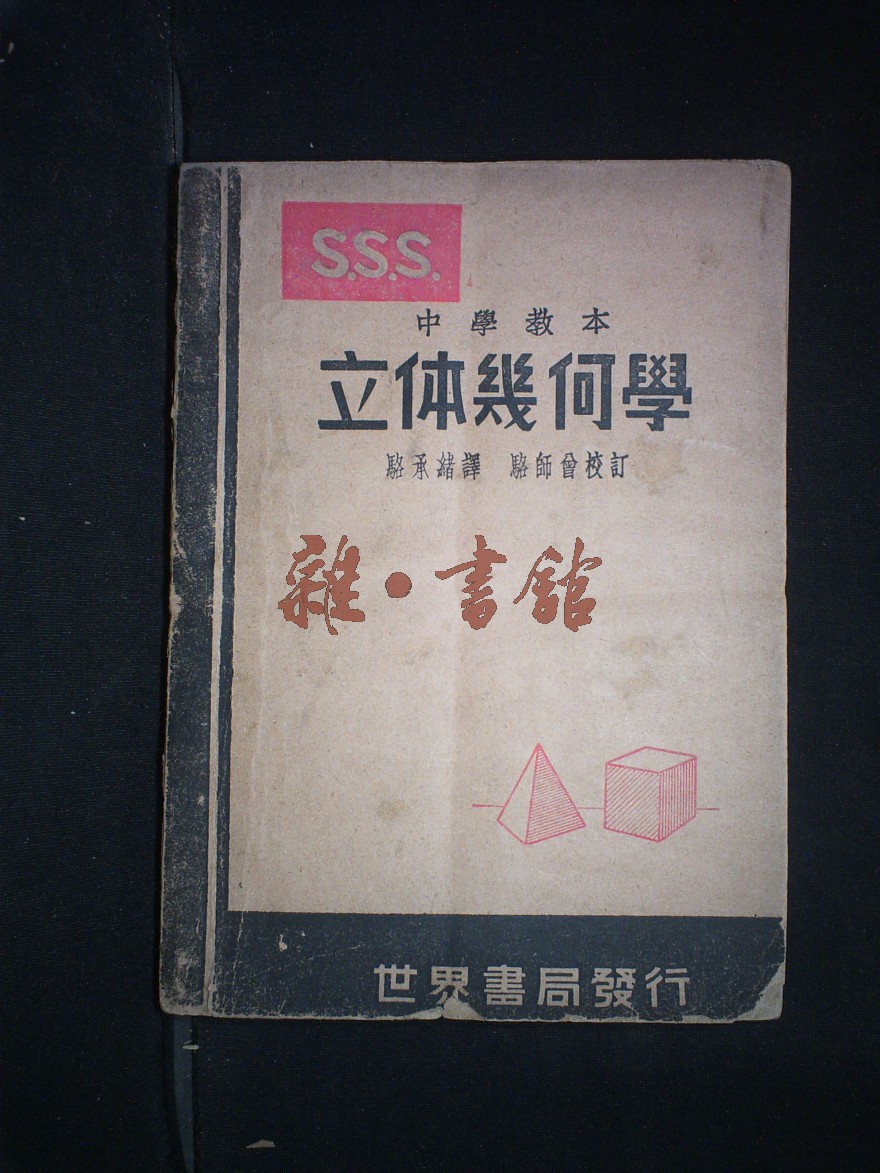 S.S.S.
中學教本
立体幾何學
駱承緒譯 駱師曾校訂
雜·書館
世界書局發行